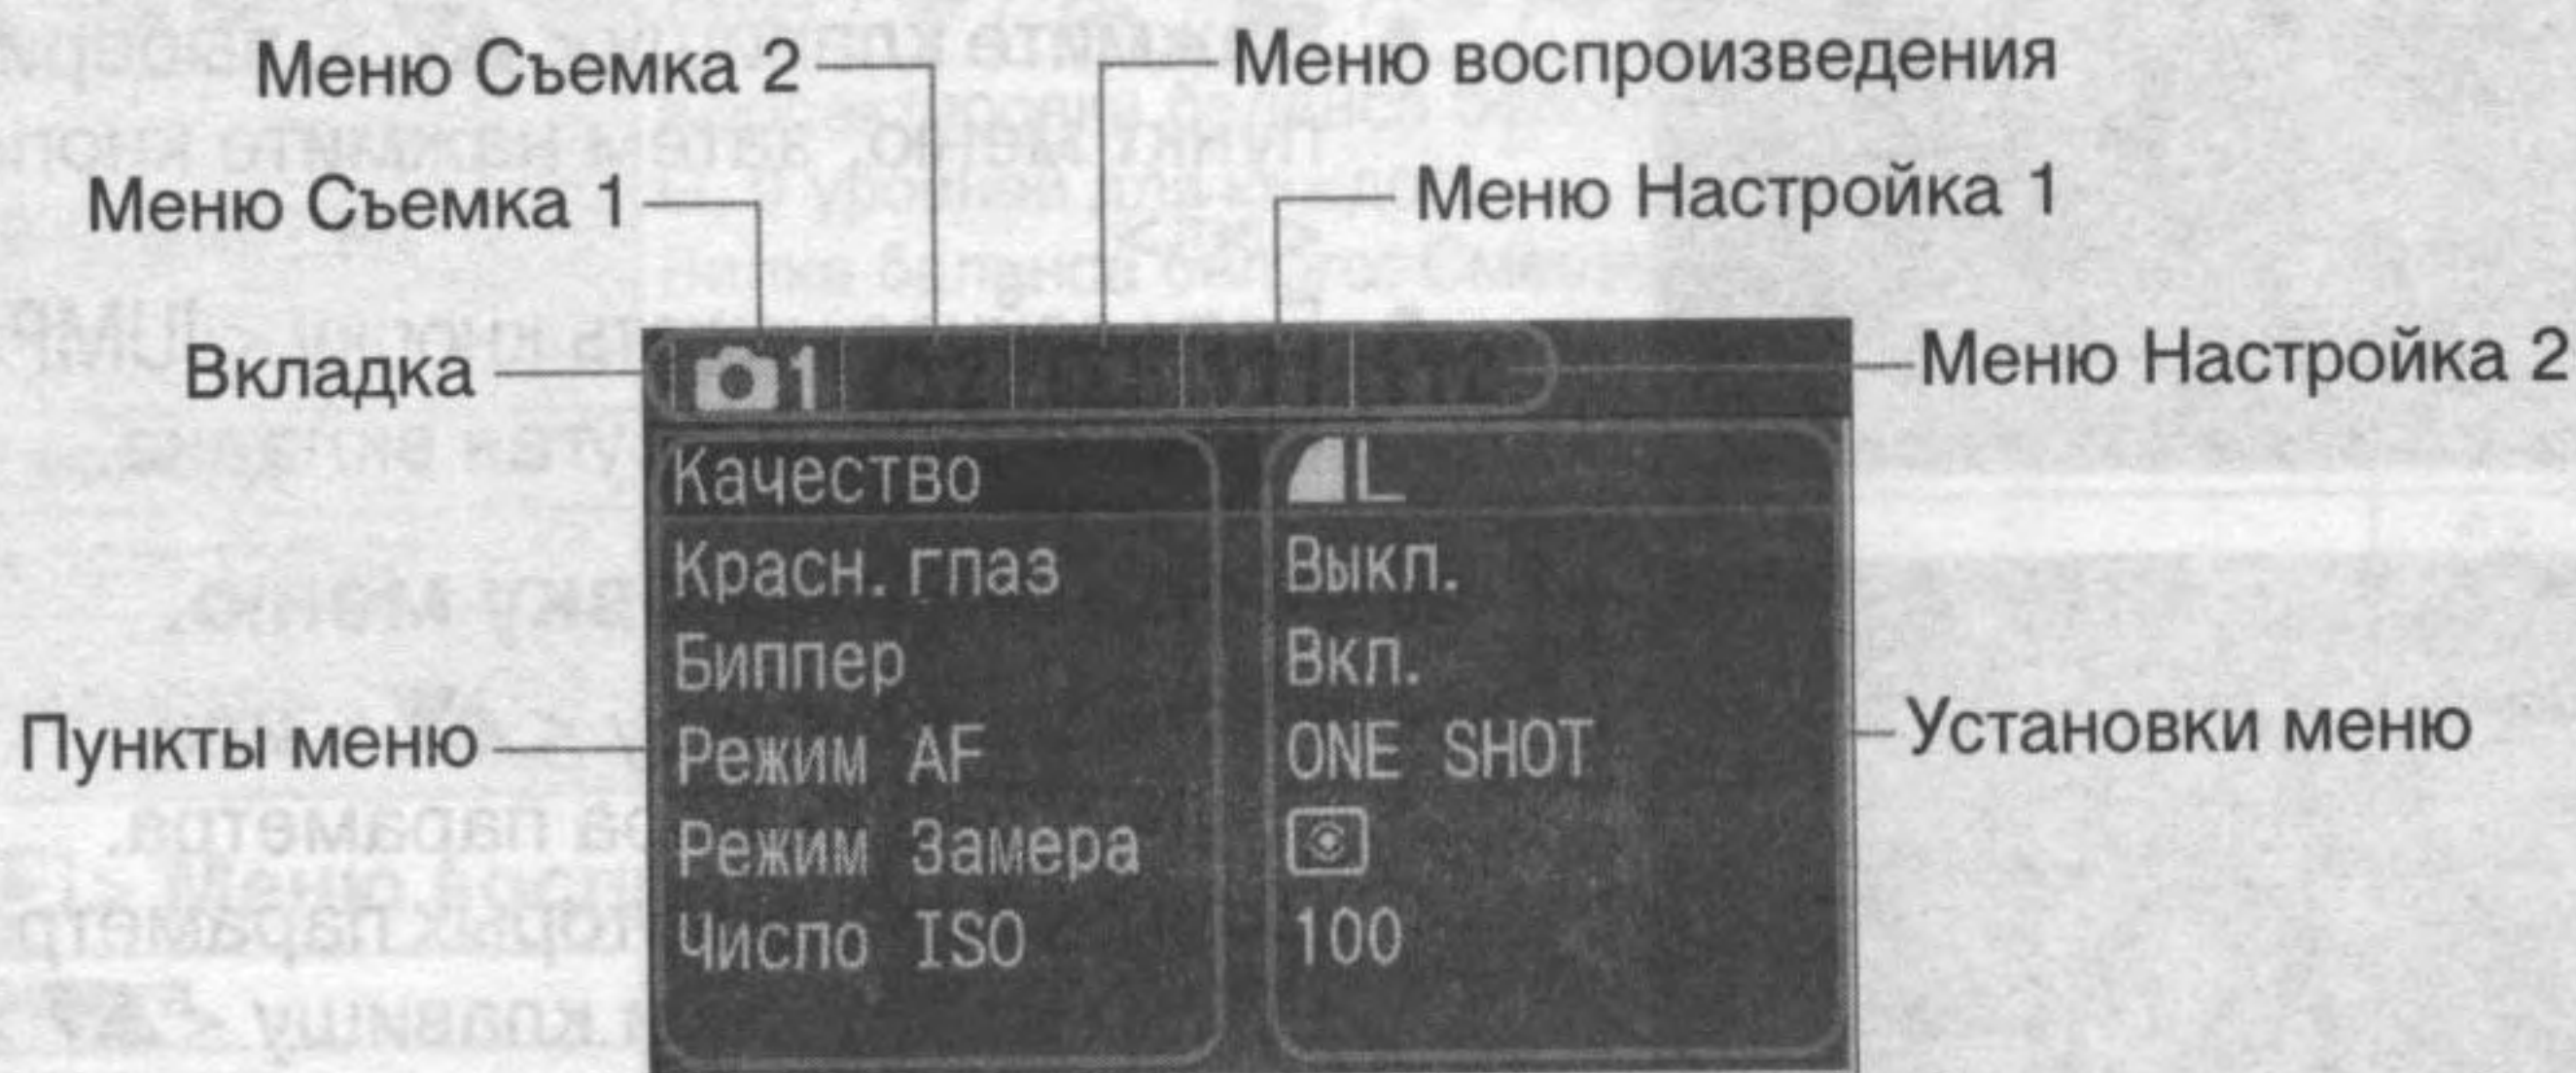 Меню Съемка 2
Меню воспроизведения
Меню Съемка 1
Меню Настройка 1
Вкладка
Меню Настройка 2
1
Качество
L
Красн. глаз
Выкл.
Биппер
Вкл.
Пункты меню
Режим AF
ONE SHOT
Установки меню
Режим Замера
Число ISO
100